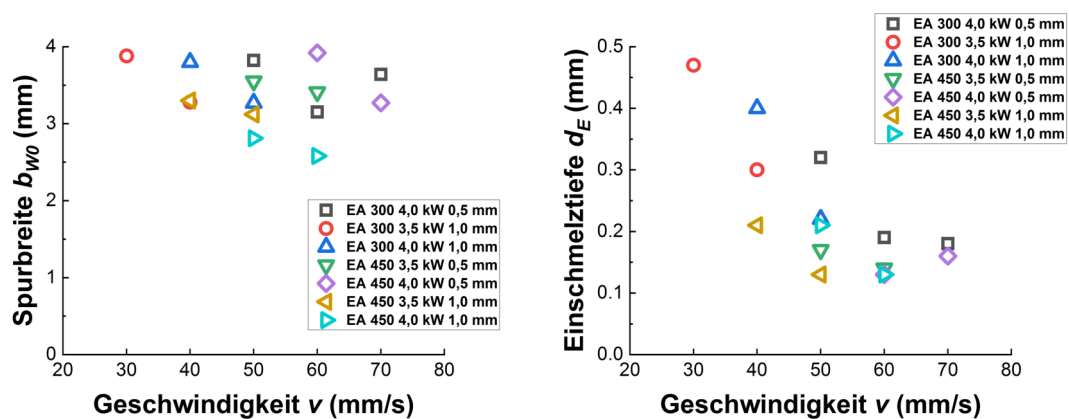 4
3
2
1
0
Spurbreite b_W0 (mm)
EA 300 4,0 kW 0,5 mm
EA 300 3,5 kW 1,0 mm
EA 300 4,0 kW 1,0 mm
EA 450 3,5 kW 0,5 mm
EA 450 4,0 kW 0,5 mm
EA 450 3,5 kW 1,0 mm
EA 450 4,0 kW 1,0 mm
20 30 40 50 60 70 80
Geschwindigkeit v (mm/s)
EA 300 4,0 kW 0,5 mm
EA 300 3,5 kW 1,0 mm
EA 300 4,0 kW 1,0 mm
EA 450 3,5 kW 0,5 mm
EA 450 4,0 kW 0,5 mm
EA 450 3,5 kW 1,0 mm
EA 450 4,0 kW 1,0 mm
0.5
0.4
0.3
0.2
0.1
0.0
Einschmelztiefe d_E (mm)
20 30 40 50 60 70 80
Geschwindigkeit v (mm/s)